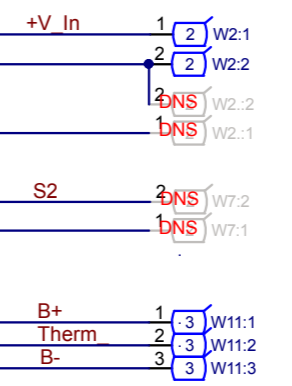 +V_In 1 2 W2:1
2 2 W2:2
2 DNS W2.:2
1 DNS W2.:1
S2 2 DNS W7:2
1 DNS W7:1
B+ 1 3 W11:1
Therm_ 2 3 W11:2
B- 3 3 W11:3